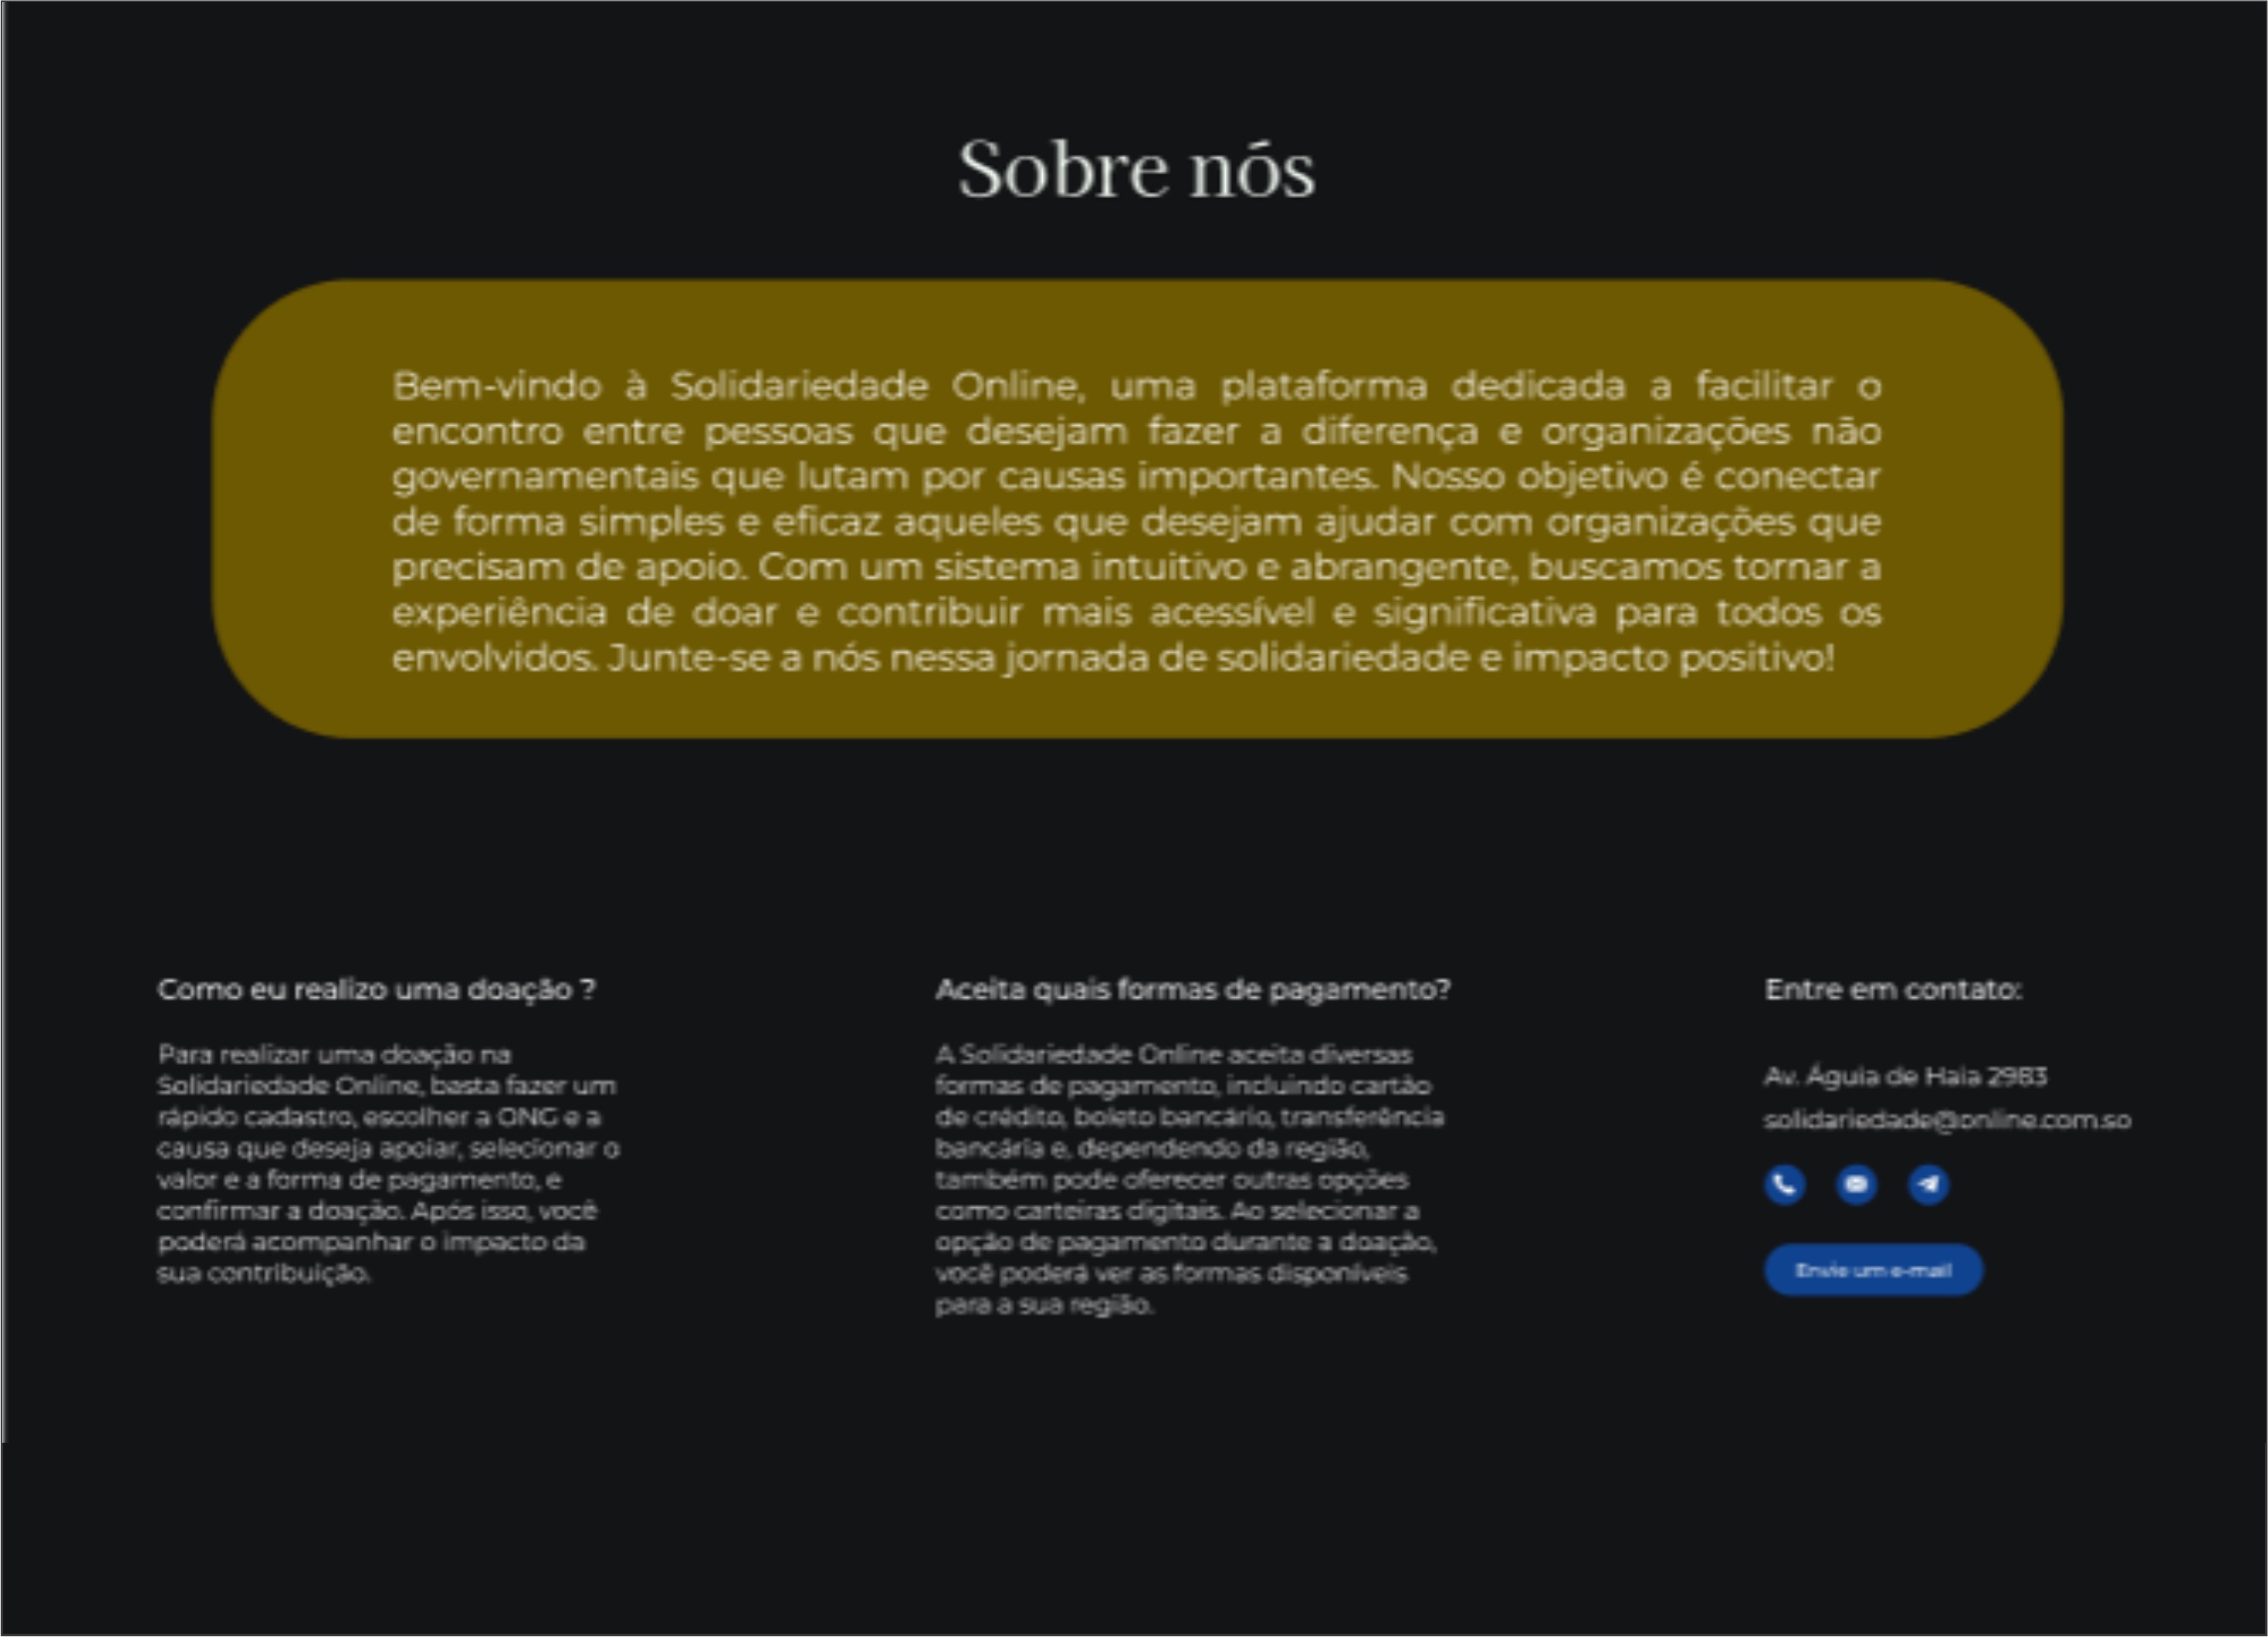 Sobre nós
Bem-vindo à Solidariedade Online, uma plataforma dedicada a facilitar o
encontro entre pessoas que desejam fazer a diferença e organizações não
governamentais que lutam por causas importantes. Nosso objetivo é conectar
de forma simples e eficaz aqueles que desejam ajudar com organizações que
precisam de apoio. Com um sistema intuitivo e abrangente, buscamos tornar a
experiência de doar e contribuir mais acessível e significativa para todos os
envolvidos. Junte-se a nós nessa jornada de solidariedade e impacto positivo!
Como eu realizo uma doação ?
Para realizar uma doação na
Solidariedade Online, basta fazer um
rápido cadastro, escolher a ONG e a
causa que deseja apoiar, selecionar o
valor e a forma de pagamento, e
confirmar a doação. Após isso, você
poderá acompanhar o impacto da
sua contribuição.
Aceita quais formas de pagamento?
A Solidariedade Online aceita diversas
formas de pagamento, incluindo cartão
de crédito, boleto bancário, transferência
bancária e, dependendo da região,
também pode oferecer outras opções
como carteiras digitais. Ao selecionar a
opção de pagamento durante a doação,
você poderá ver as formas disponíveis
para a sua região.
Entre em contato:
Av. Águia de Haia 2983
solidariedade@online.com.so
Envie um e-mail